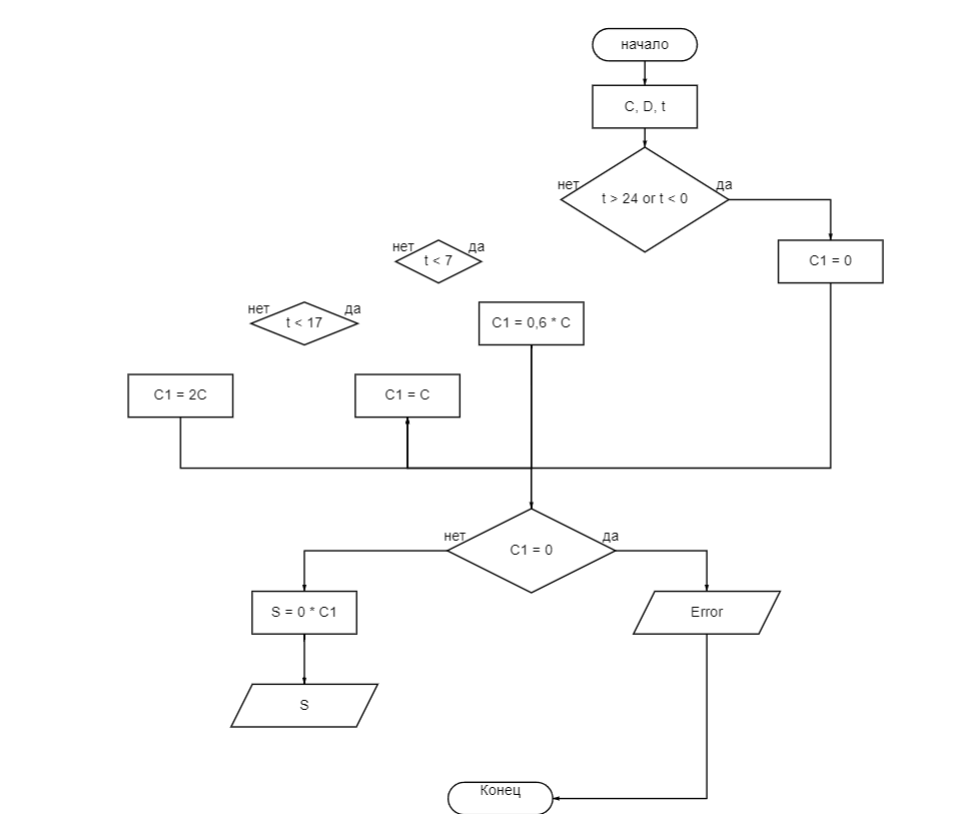 начало
C, D, t
нет
да
t > 24 or t < 0
C1 = 0
нет
да
t < 7
нет
да
t < 17
C1 = 0,6 * C
C1 = 2C
C1 = C
нет
да
C1 = 0
S = 0 * C1
Error
S
Конец